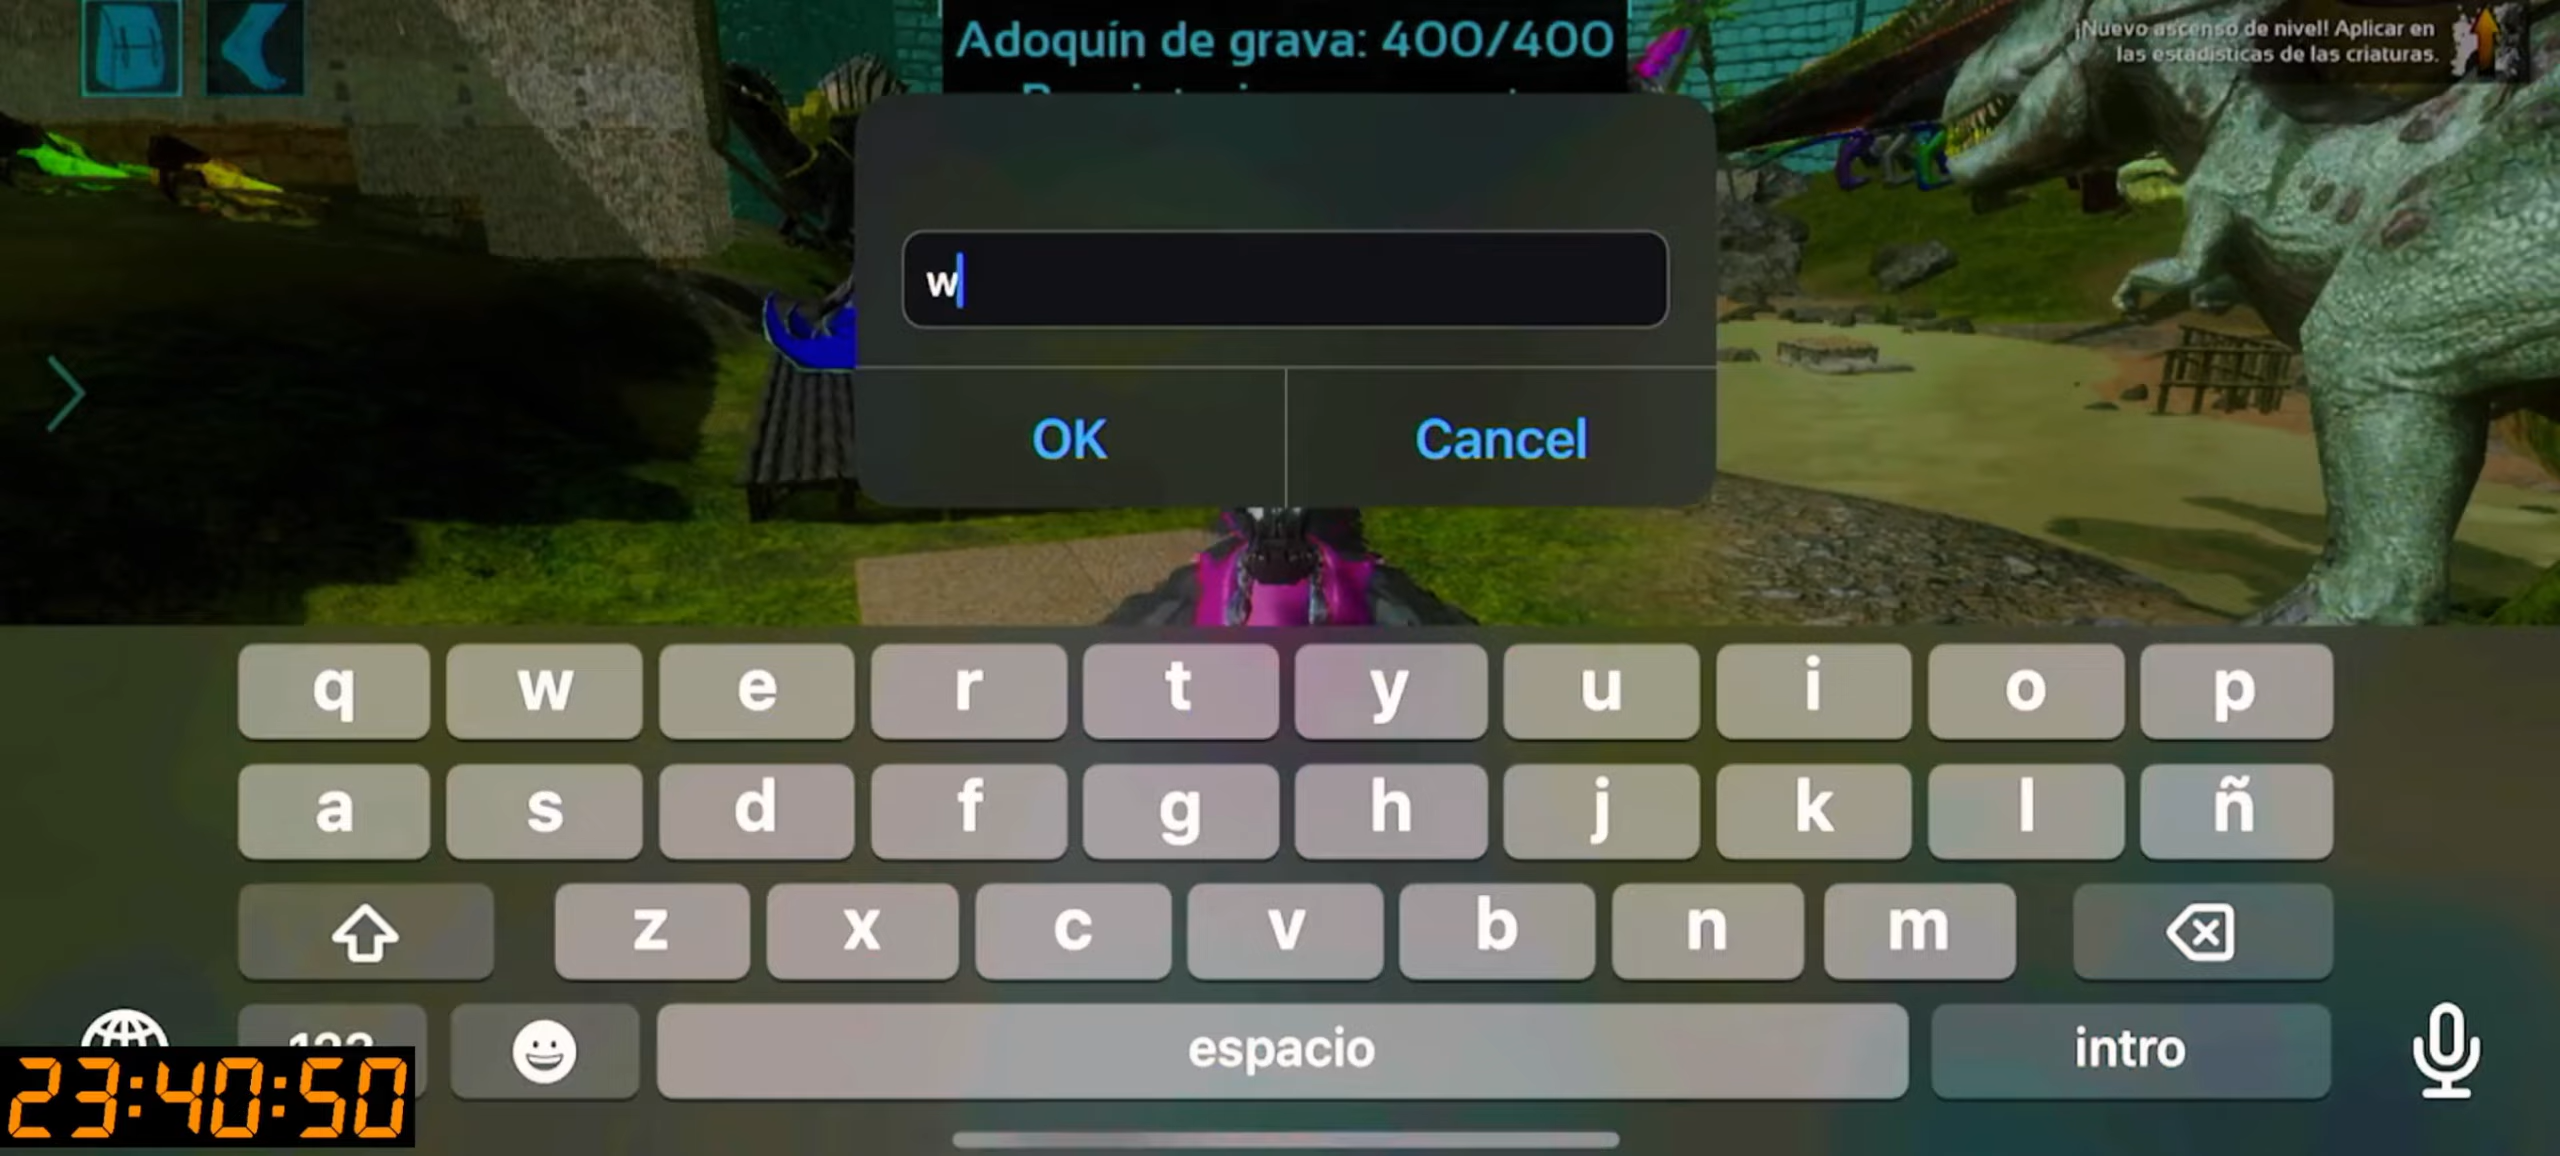 Adoquín de grava: 400/400
¡Nuevo ascenso de nivel! Aplicar en
las estadísticas de las criaturas.
w
OK
Cancel
q w e r t y u i o p
a s d f g h j k l ñ
z x c v b n m
123
espacio
intro
23:40:50